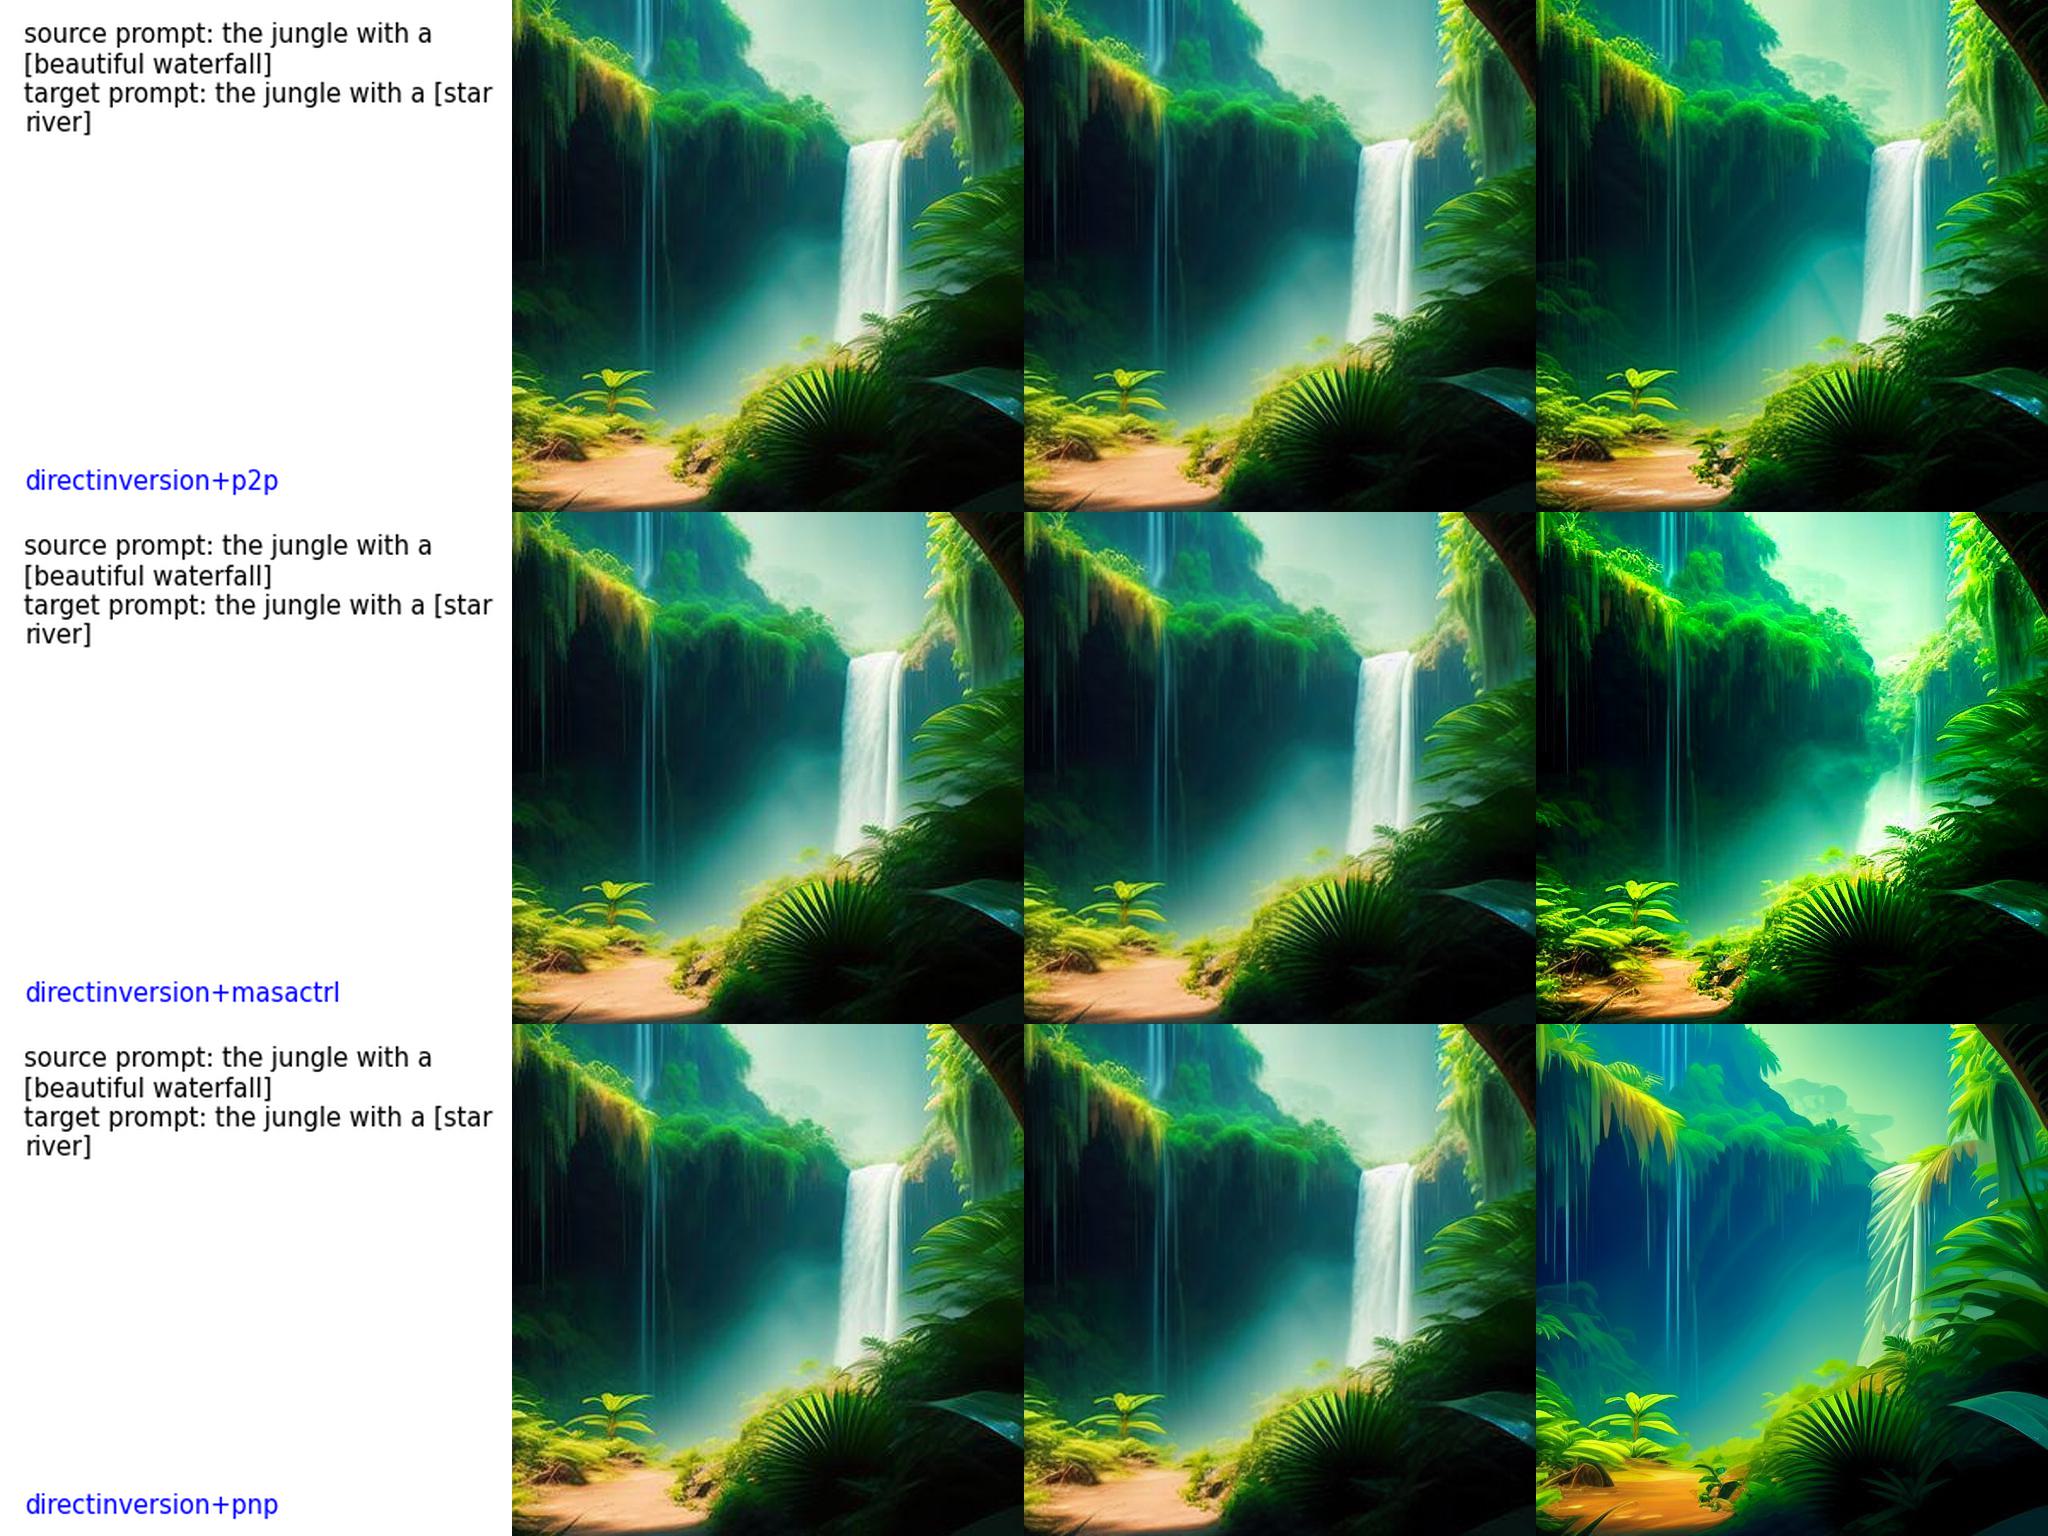 source prompt: the jungle with a
[beautiful waterfall]
target prompt: the jungle with a [star
river]
directinversion+p2p
source prompt: the jungle with a
[beautiful waterfall]
target prompt: the jungle with a [star
river]
directinversion+masactrl
source prompt: the jungle with a
[beautiful waterfall]
target prompt: the jungle with a [star
river]
directinversion+pnp